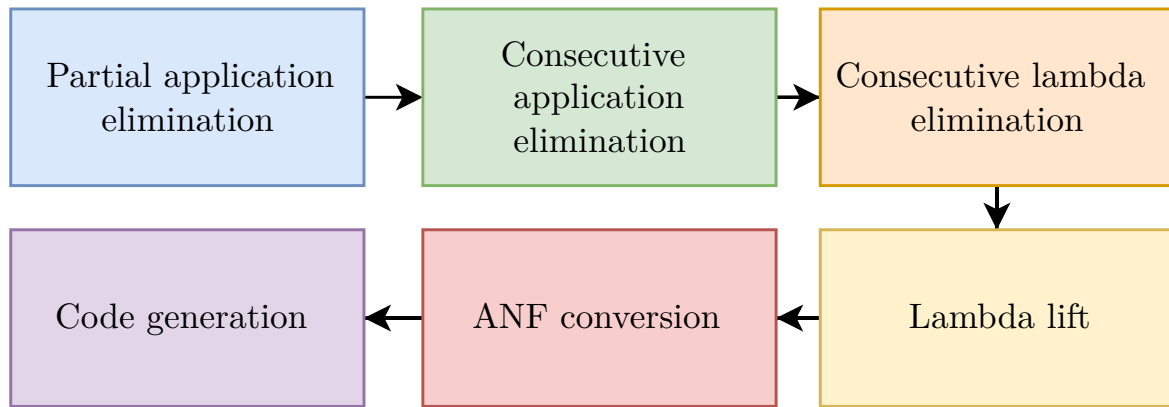 Partial application
elimination
Consecutive
application
elimination
Consecutive lambda
elimination
Lambda lift
ANF conversion
Code generation